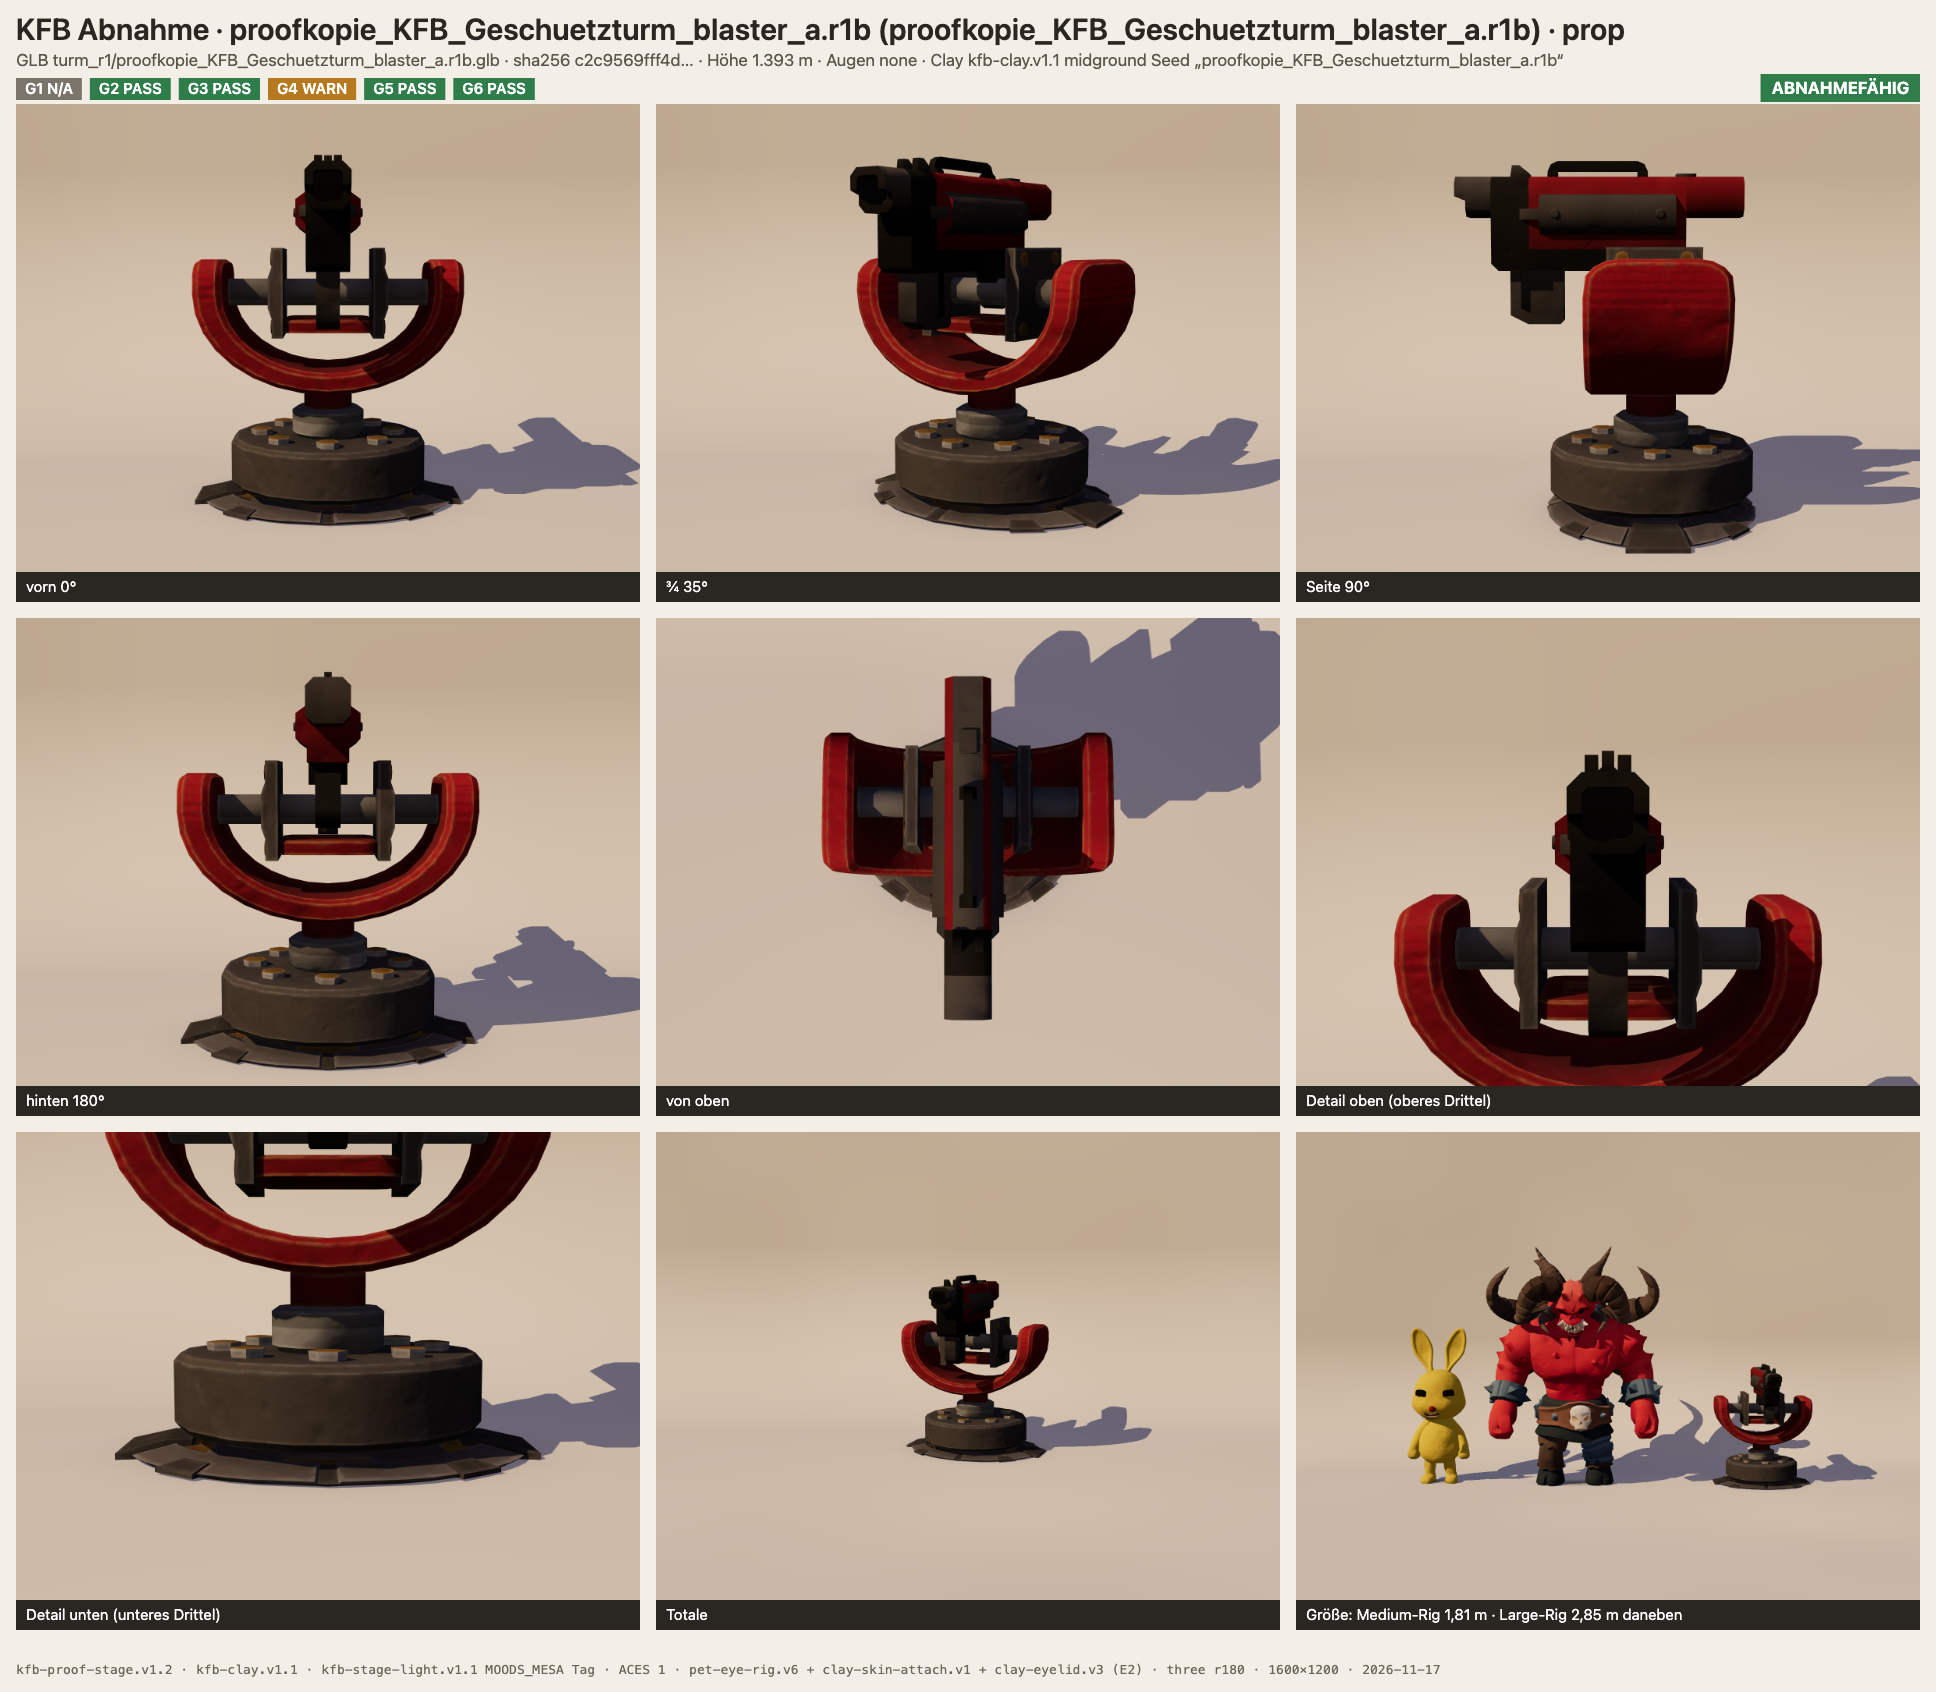 KFB Abnahme · proofkopie_KFB_Geschuetzturm_blaster_a.r1b (proofkopie_KFB_Geschuetzturm_blaster_a.r1b) · prop
GLB turm_r1/proofkopie_KFB_Geschuetzturm_blaster_a.r1b.glb · sha256 c2c9569fff4d… · Höhe 1.393 m · Augen none · Clay kfb-clay.v1.1 midground Seed „proofkopie_KFB_Geschuetzturm_blaster_a.r1b“
G1 N/A G2 PASS G3 PASS G4 WARN G5 PASS G6 PASS ABNAHMEFÄHIG
vorn 0°
¾ 35°
Seite 90°
hinten 180°
von oben
Detail oben (oberes Drittel)
Detail unten (unteres Drittel)
Totale
Größe: Medium-Rig 1,81 m · Large-Rig 2,85 m daneben
kfb-proof-stage.v1.2 · kfb-clay.v1.1 · kfb-stage-light.v1.1 MOODS_MESA Tag · ACES 1 · pet-eye-rig.v6 + clay-skin-attach.v1 + clay-eyelid.v3 (E2) · three r180 · 1600×1200 · 2026-11-17